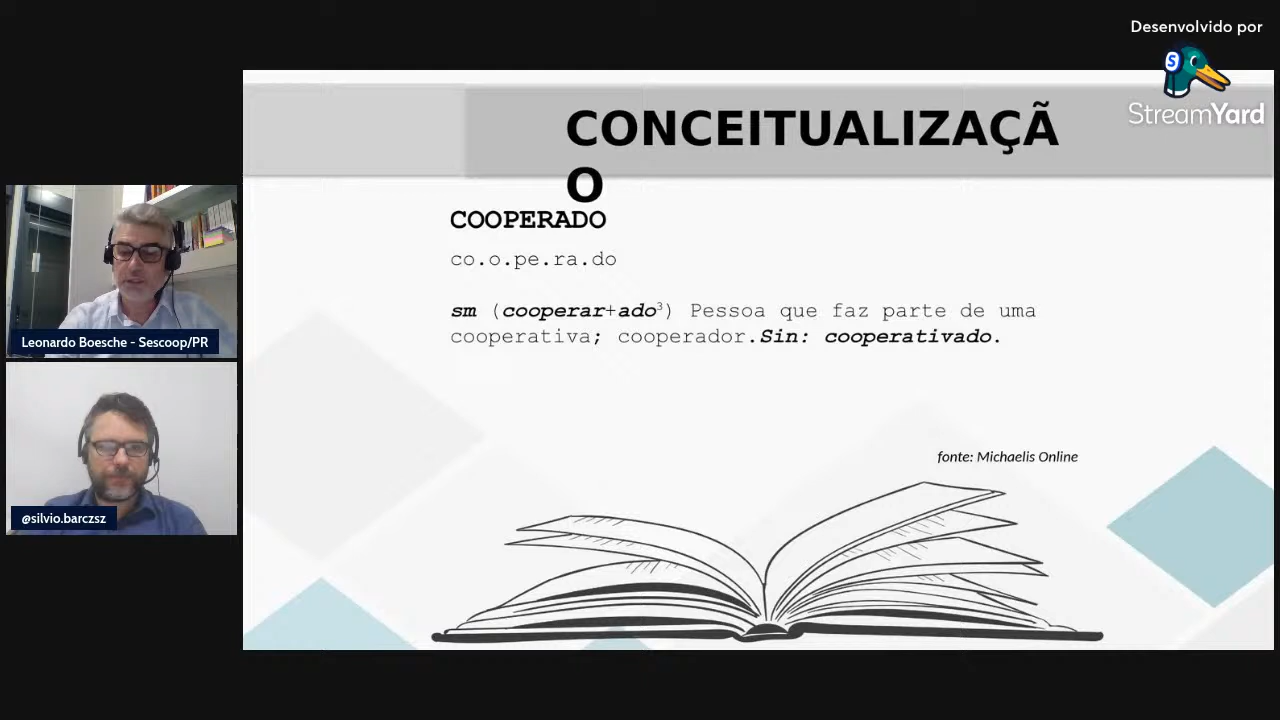 Desenvolvido por
S
StreamYard
CONCEITUALIZAÇÃ
O
COOPERADO
co.o.pe.ra.do
sm (cooperar+ado³) Pessoa que faz parte de uma
cooperativa; cooperador.Sin: cooperativado.
fonte: Michaelis Online
Leonardo Boesche - Sescoop/PR
@silvio.barczsz